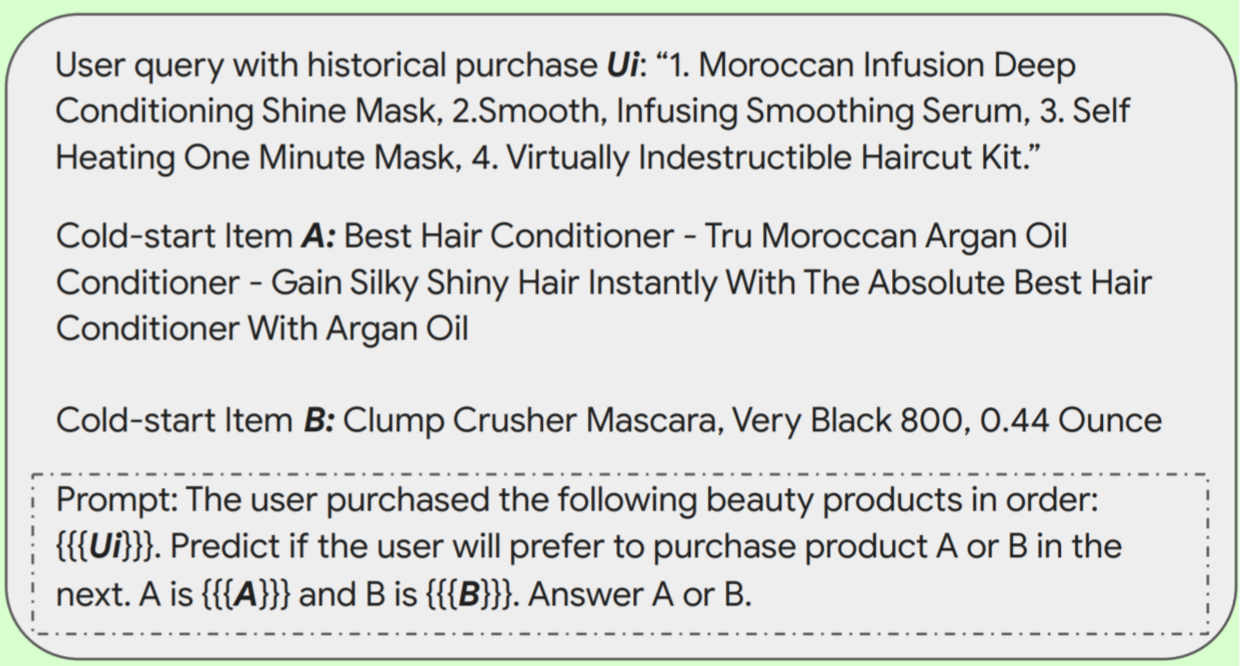 User query with historical purchase Ui: “1. Moroccan Infusion Deep
Conditioning Shine Mask, 2.Smooth, Infusing Smoothing Serum, 3. Self
Heating One Minute Mask, 4. Virtually Indestructible Haircut Kit.”
Cold-start Item A: Best Hair Conditioner - Tru Moroccan Argan Oil
Conditioner - Gain Silky Shiny Hair Instantly With The Absolute Best Hair
Conditioner With Argan Oil
Cold-start Item B: Clump Crusher Mascara, Very Black 800, 0.44 Ounce
Prompt: The user purchased the following beauty products in order:
{{{Ui}}}. Predict if the user will prefer to purchase product A or B in the
next. A is {{{A}}} and B is {{{B}}}. Answer A or B.